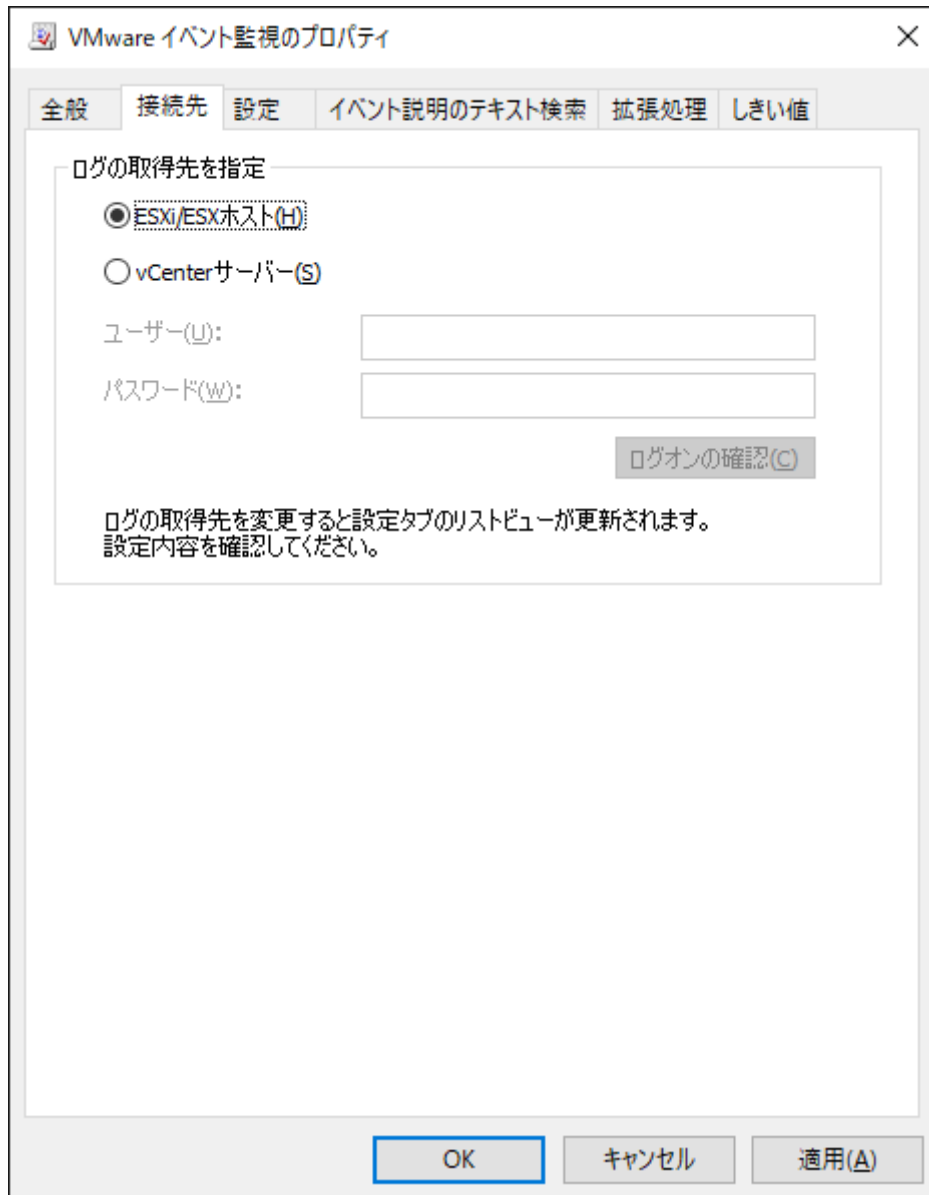 VMware イベント監視のプロパティ
全般 接続先 設定 イベント説明のテキスト検索 拡張処理 しきい値
ログの取得先を指定
ESXi/ESXホスト(H)
vCenterサーバー(S)
ユーザー(U):
パスワード(W):
ログオンの確認(C)
ログの取得先を変更すると設定タブのリストビューが更新されます。
設定内容を確認してください。
OK キャンセル 適用(A)